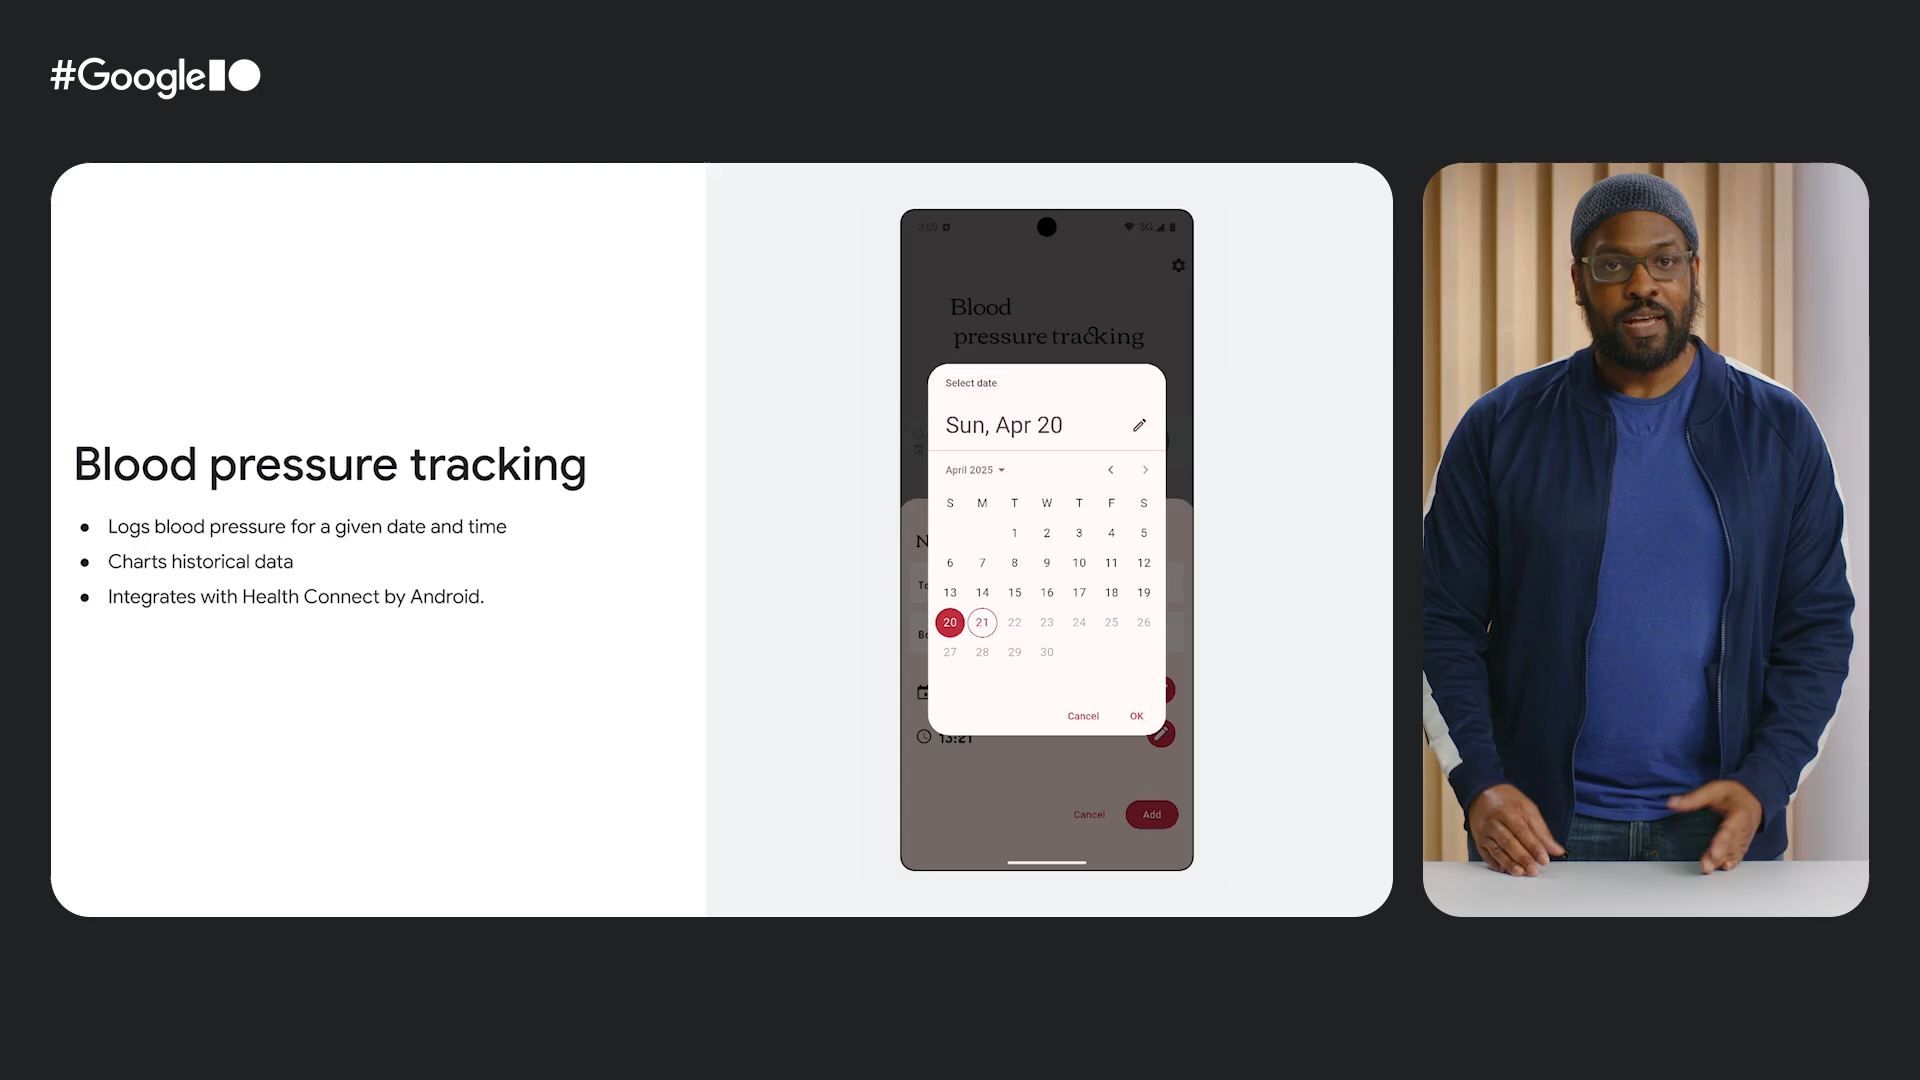 #GoogleIO
Blood pressure tracking
● Logs blood pressure for a given date and time
● Charts historical data
● Integrates with Health Connect by Android.
3:00
3G
Blood
pressure tracking
Select date
Sun, Apr 20
April 2025
S M T W T F S
1 2 3 4 5
6 7 8 9 10 11 12
13 14 15 16 17 18 19
20 21 22 23 24 25 26
27 28 29 30
Cancel OK
Cancel Add